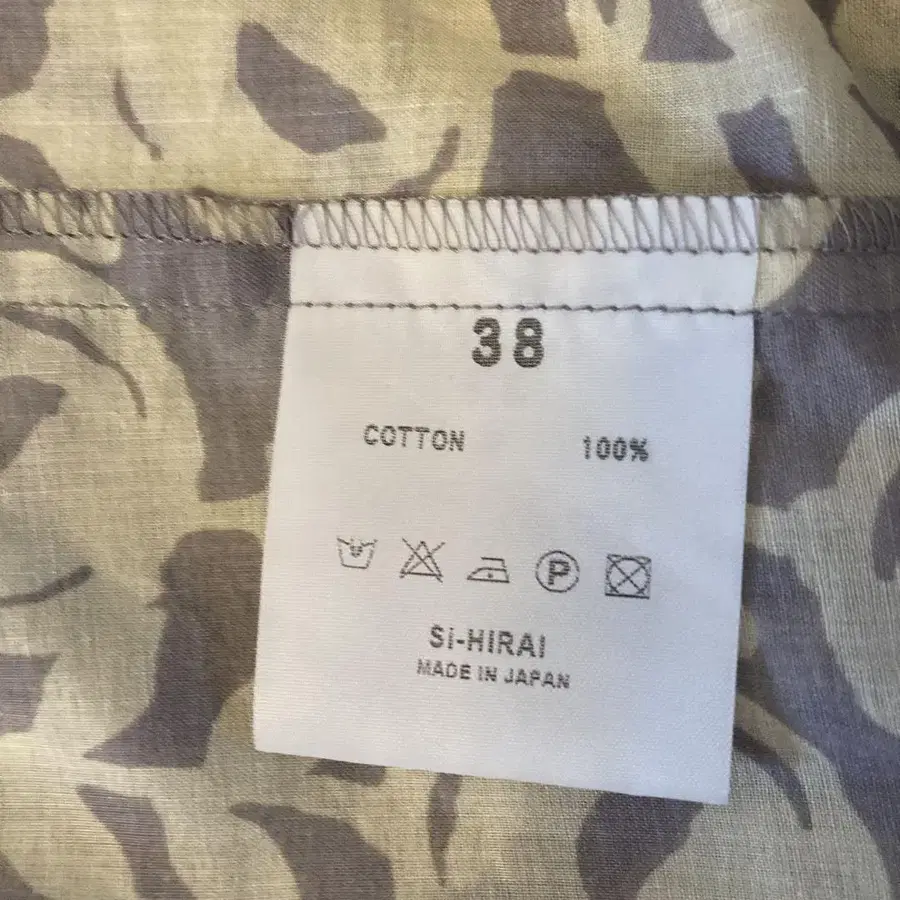 38
COTTON 100%
P
Si-HIRAI
MADE IN JAPAN